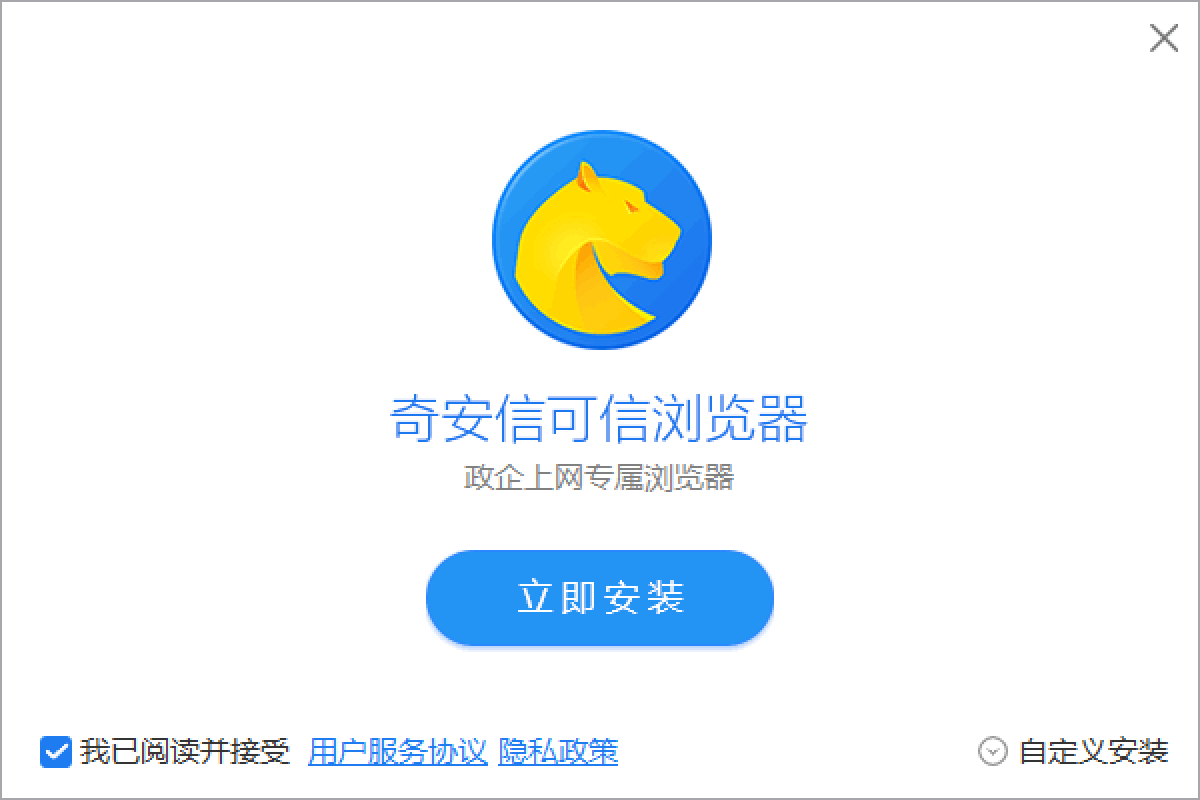 奇安信可信浏览器
政企上网专属浏览器
立即安装
我已阅读并接受 用户服务协议 隐私政策
自定义安装